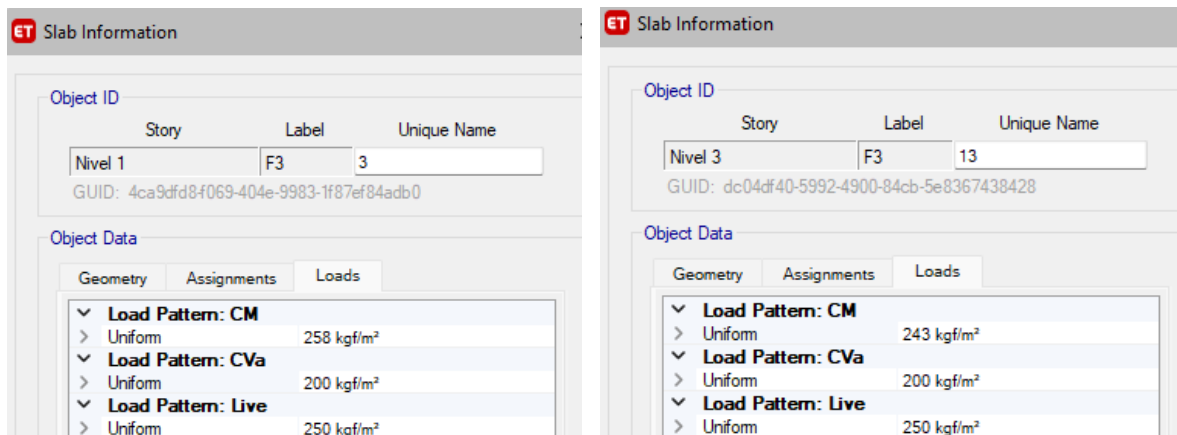 ET Slab Information
Object ID
Story Label Unique Name
Nivel 1 F3 3
GUID: 4ca9dfd8-f069-404e-9983-1f87ef84adb0
Object Data
Geometry Assignments Loads
Load Pattern: CM
Uniform 258 kgf/m²
Load Pattern: CVa
Uniform 200 kgf/m²
Load Pattern: Live
Uniform 250 kgf/m²
ET Slab Information
Object ID
Story Label Unique Name
Nivel 3 F3 13
GUID: dc04df40-5992-4900-84cb-5e8367438428
Object Data
Geometry Assignments Loads
Load Pattern: CM
Uniform 243 kgf/m²
Load Pattern: CVa
Uniform 200 kgf/m²
Load Pattern: Live
Uniform 250 kgf/m²